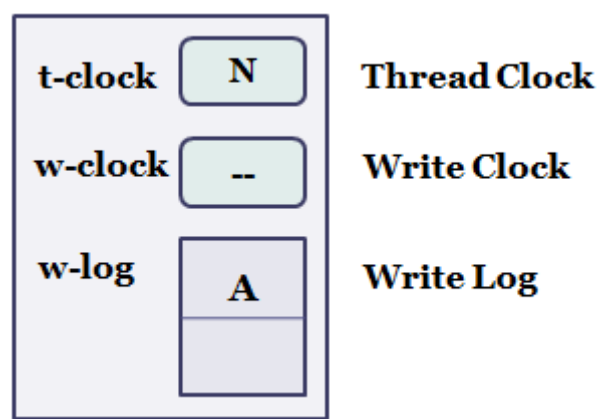 t-clock N Thread Clock
w-clock -- Write Clock
w-log A Write Log